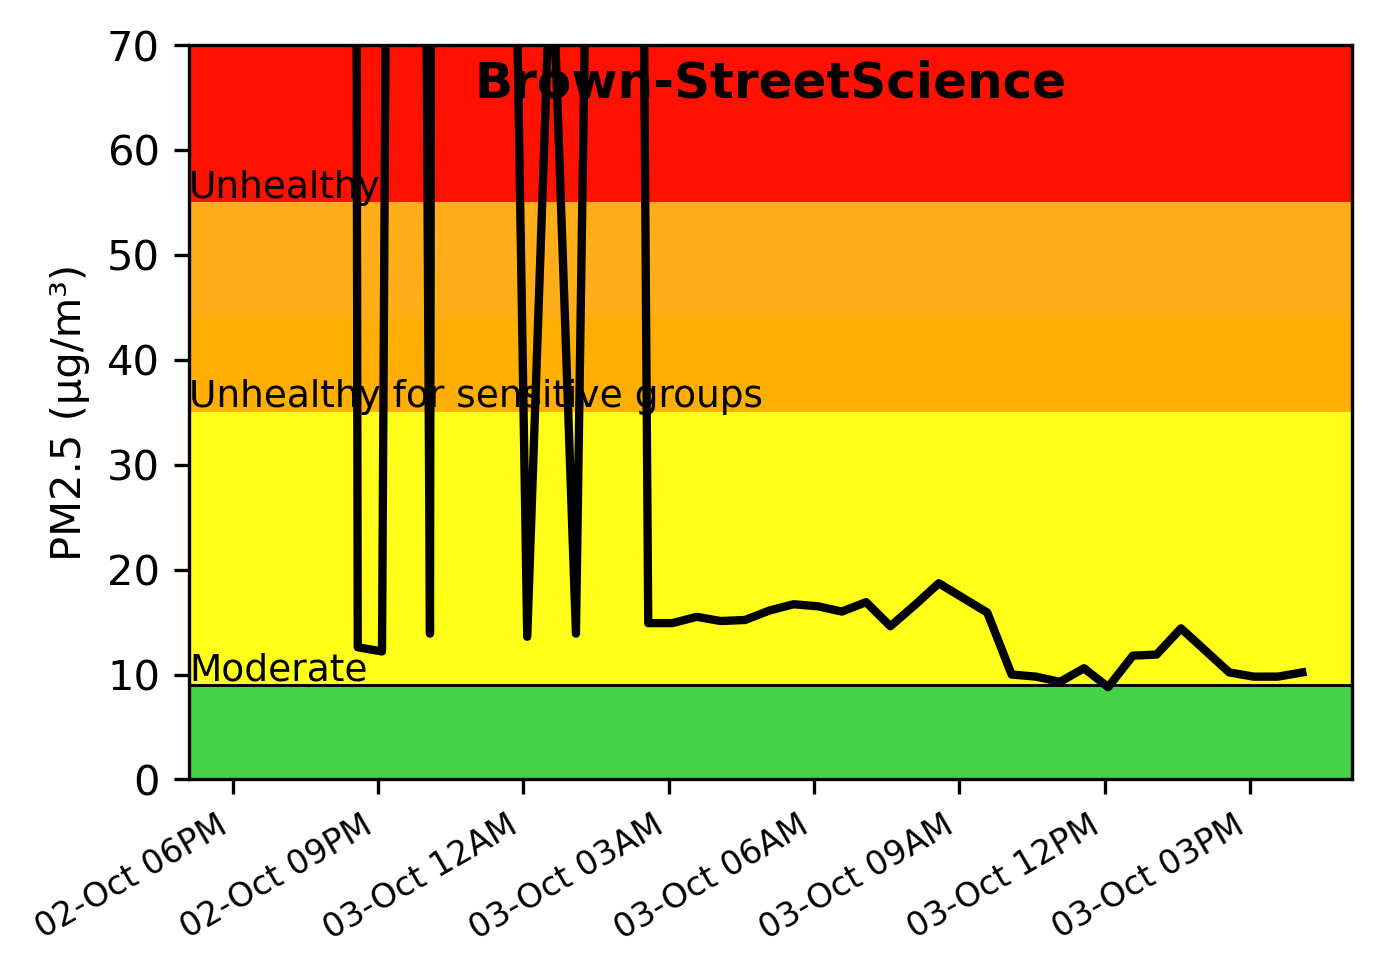 Brown-StreetScience
70
60
50
40
30
20
10
0
PM2.5 (µg/m³)
Unhealthy
Unhealthy for sensitive groups
Moderate
02-Oct 06PM
02-Oct 09PM
03-Oct 12AM
03-Oct 03AM
03-Oct 06AM
03-Oct 09AM
03-Oct 12PM
03-Oct 03PM